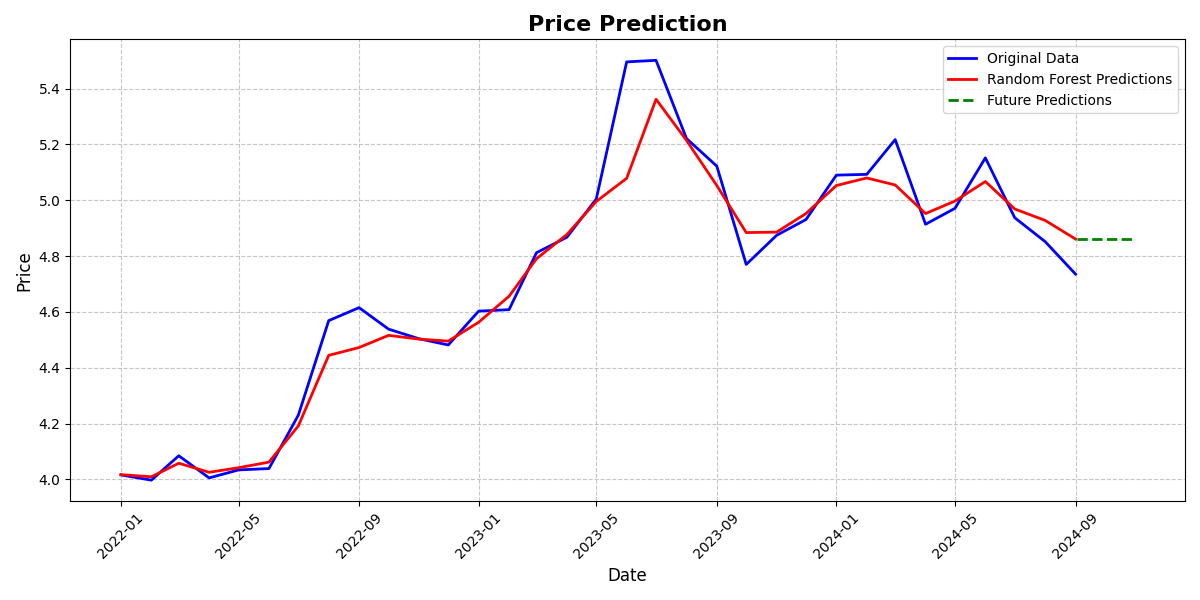 Price Prediction
Original Data
Random Forest Predictions
Future Predictions
Price
5.4
5.2
5.0
4.8
4.6
4.4
4.2
4.0
2022-01
2022-05
2022-09
2023-01
2023-05
2023-09
2024-01
2024-05
2024-09
Date